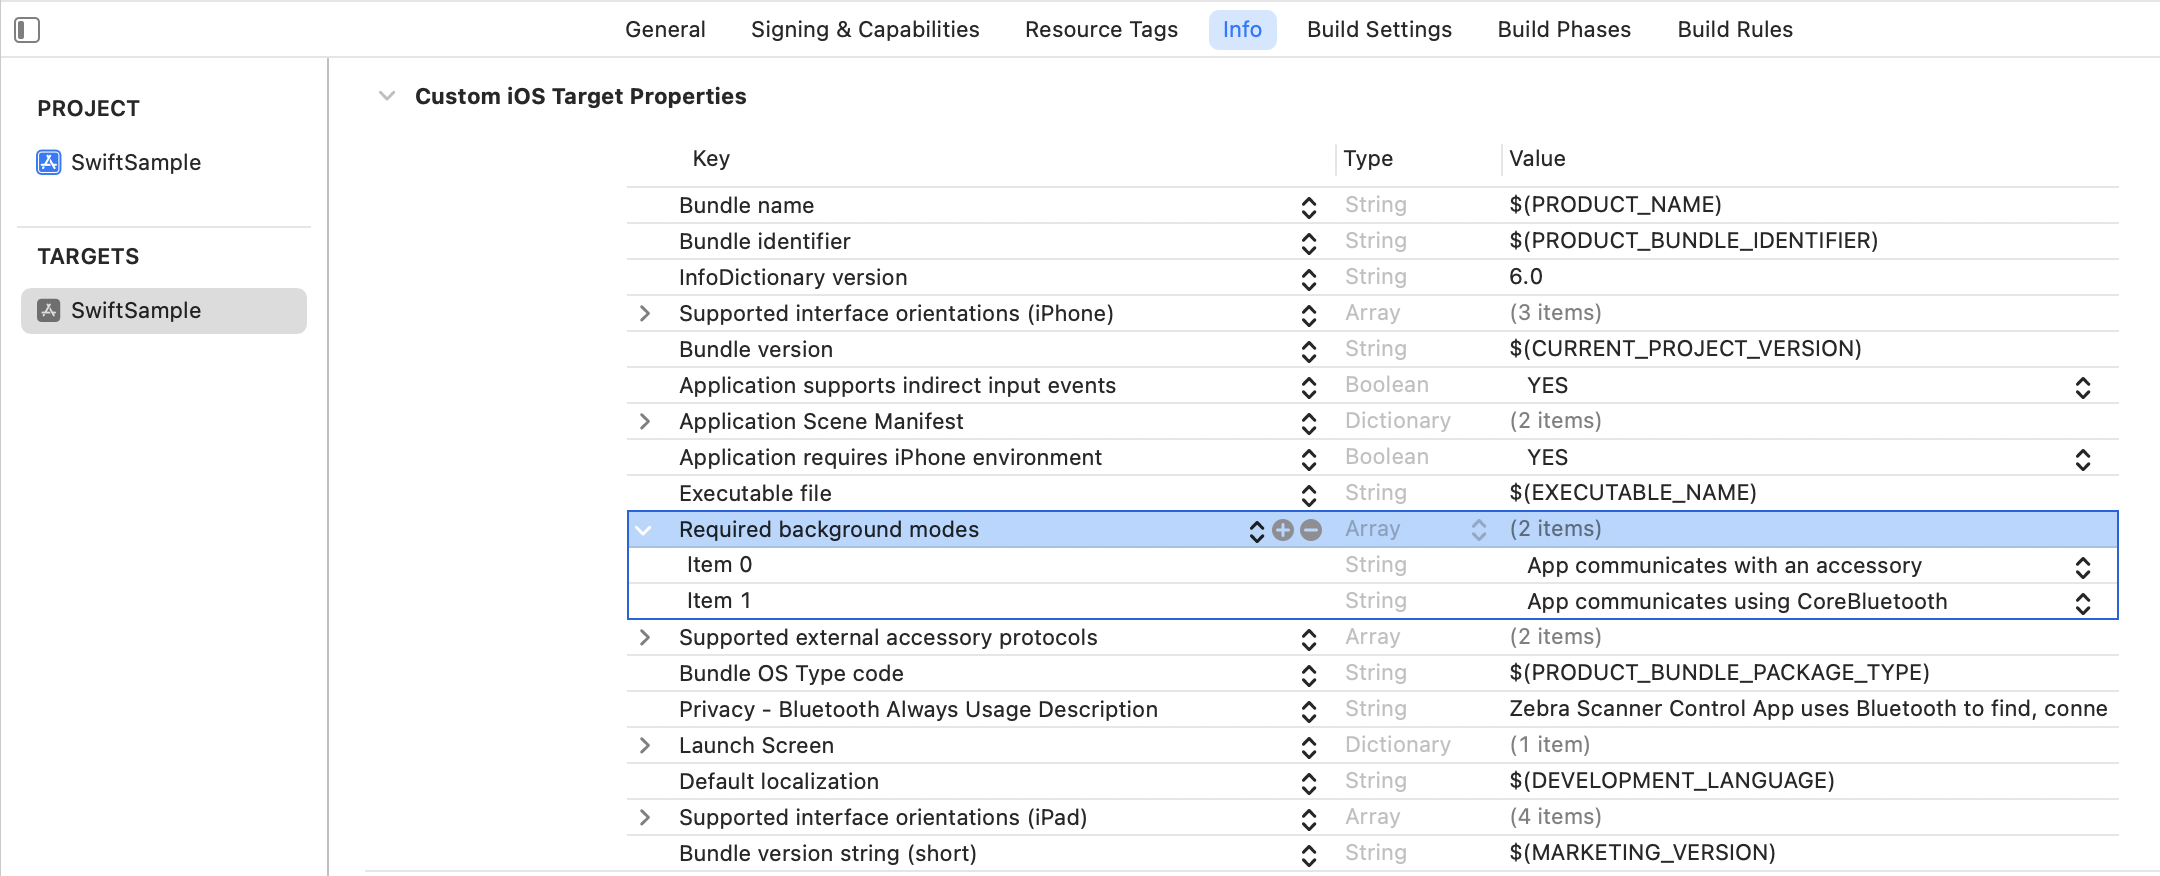 General Signing & Capabilities Resource Tags Info Build Settings Build Phases Build Rules
PROJECT
SwiftSample
TARGETS
SwiftSample
Custom iOS Target Properties
Key Type Value
Bundle name String $(PRODUCT_NAME)
Bundle identifier String $(PRODUCT_BUNDLE_IDENTIFIER)
InfoDictionary version String 6.0
Supported interface orientations (iPhone) Array (3 items)
Bundle version String $(CURRENT_PROJECT_VERSION)
Application supports indirect input events Boolean YES
Application Scene Manifest Dictionary (2 items)
Application requires iPhone environment Boolean YES
Executable file String $(EXECUTABLE_NAME)
Required background modes Array (2 items)
Item 0 String App communicates with an accessory
Item 1 String App communicates using CoreBluetooth
Supported external accessory protocols Array (2 items)
Bundle OS Type code String $(PRODUCT_BUNDLE_PACKAGE_TYPE)
Privacy - Bluetooth Always Usage Description String Zebra Scanner Control App uses Bluetooth to find, conne
Launch Screen Dictionary (1 item)
Default localization String $(DEVELOPMENT_LANGUAGE)
Supported interface orientations (iPad) Array (4 items)
Bundle version string (short) String $(MARKETING_VERSION)